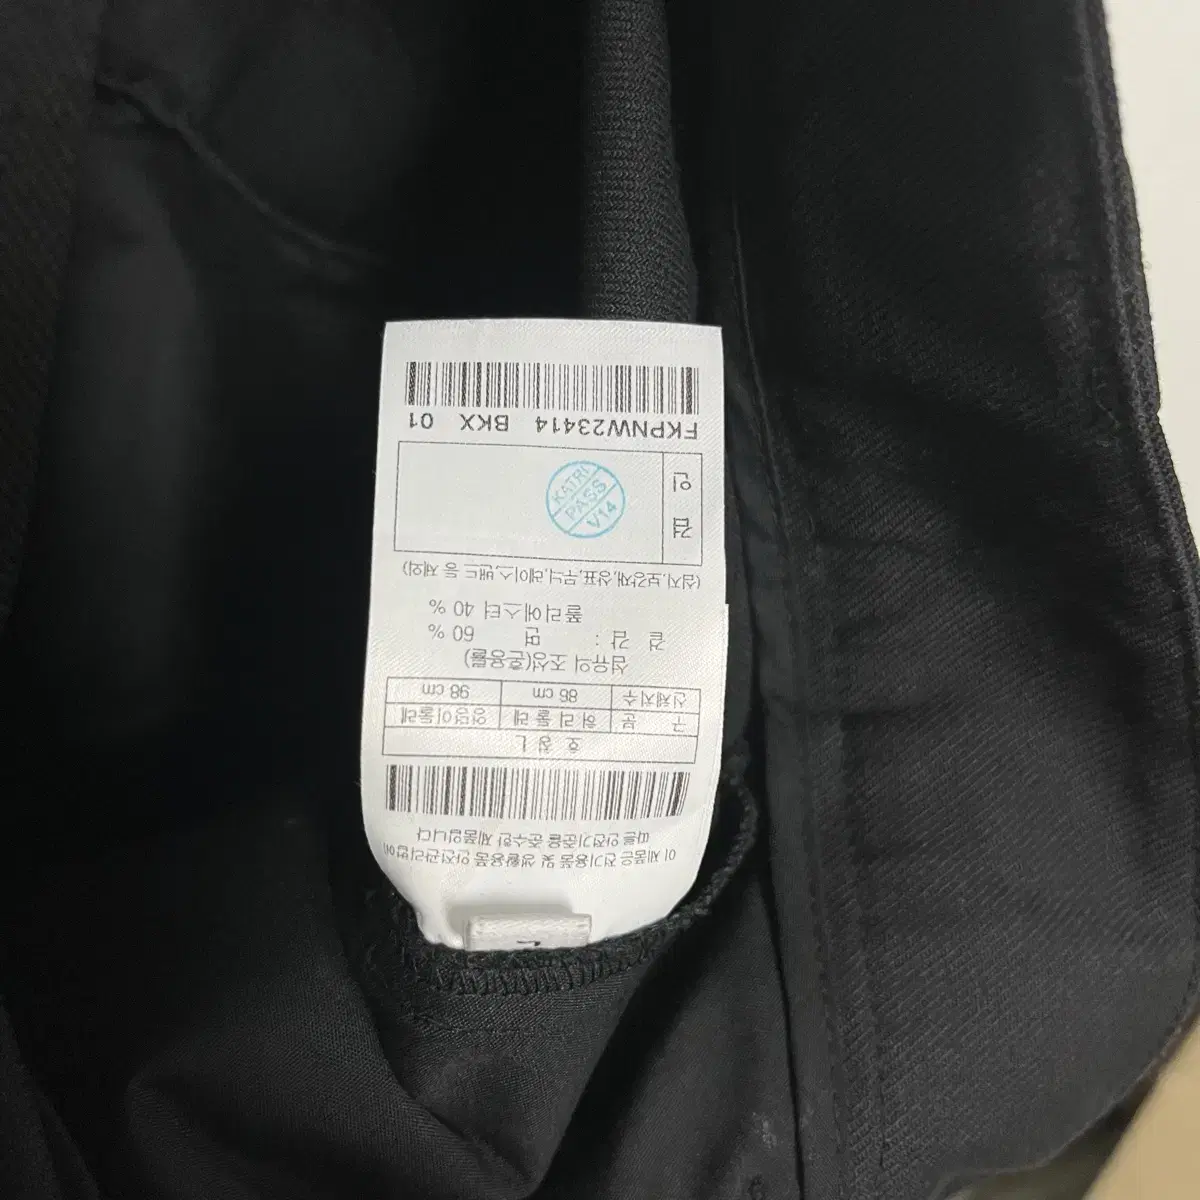 이 제품은 전기용품 및 생활용품 안전관리법에
따른 안전기준을 준수한 제품입니다
호 칭 L
구 분 허리둘레 엉덩이둘레
신체치수 86 cm 98 cm
섬유의 조성(혼용률)
겉 감 : 면 60 %
폴리에스터 40 %
(심지,보강재,상표,무늬,레이스,밴드 등 제외)
검 인
KATRI
PASS
V14
FKPNW23414 BKX 01